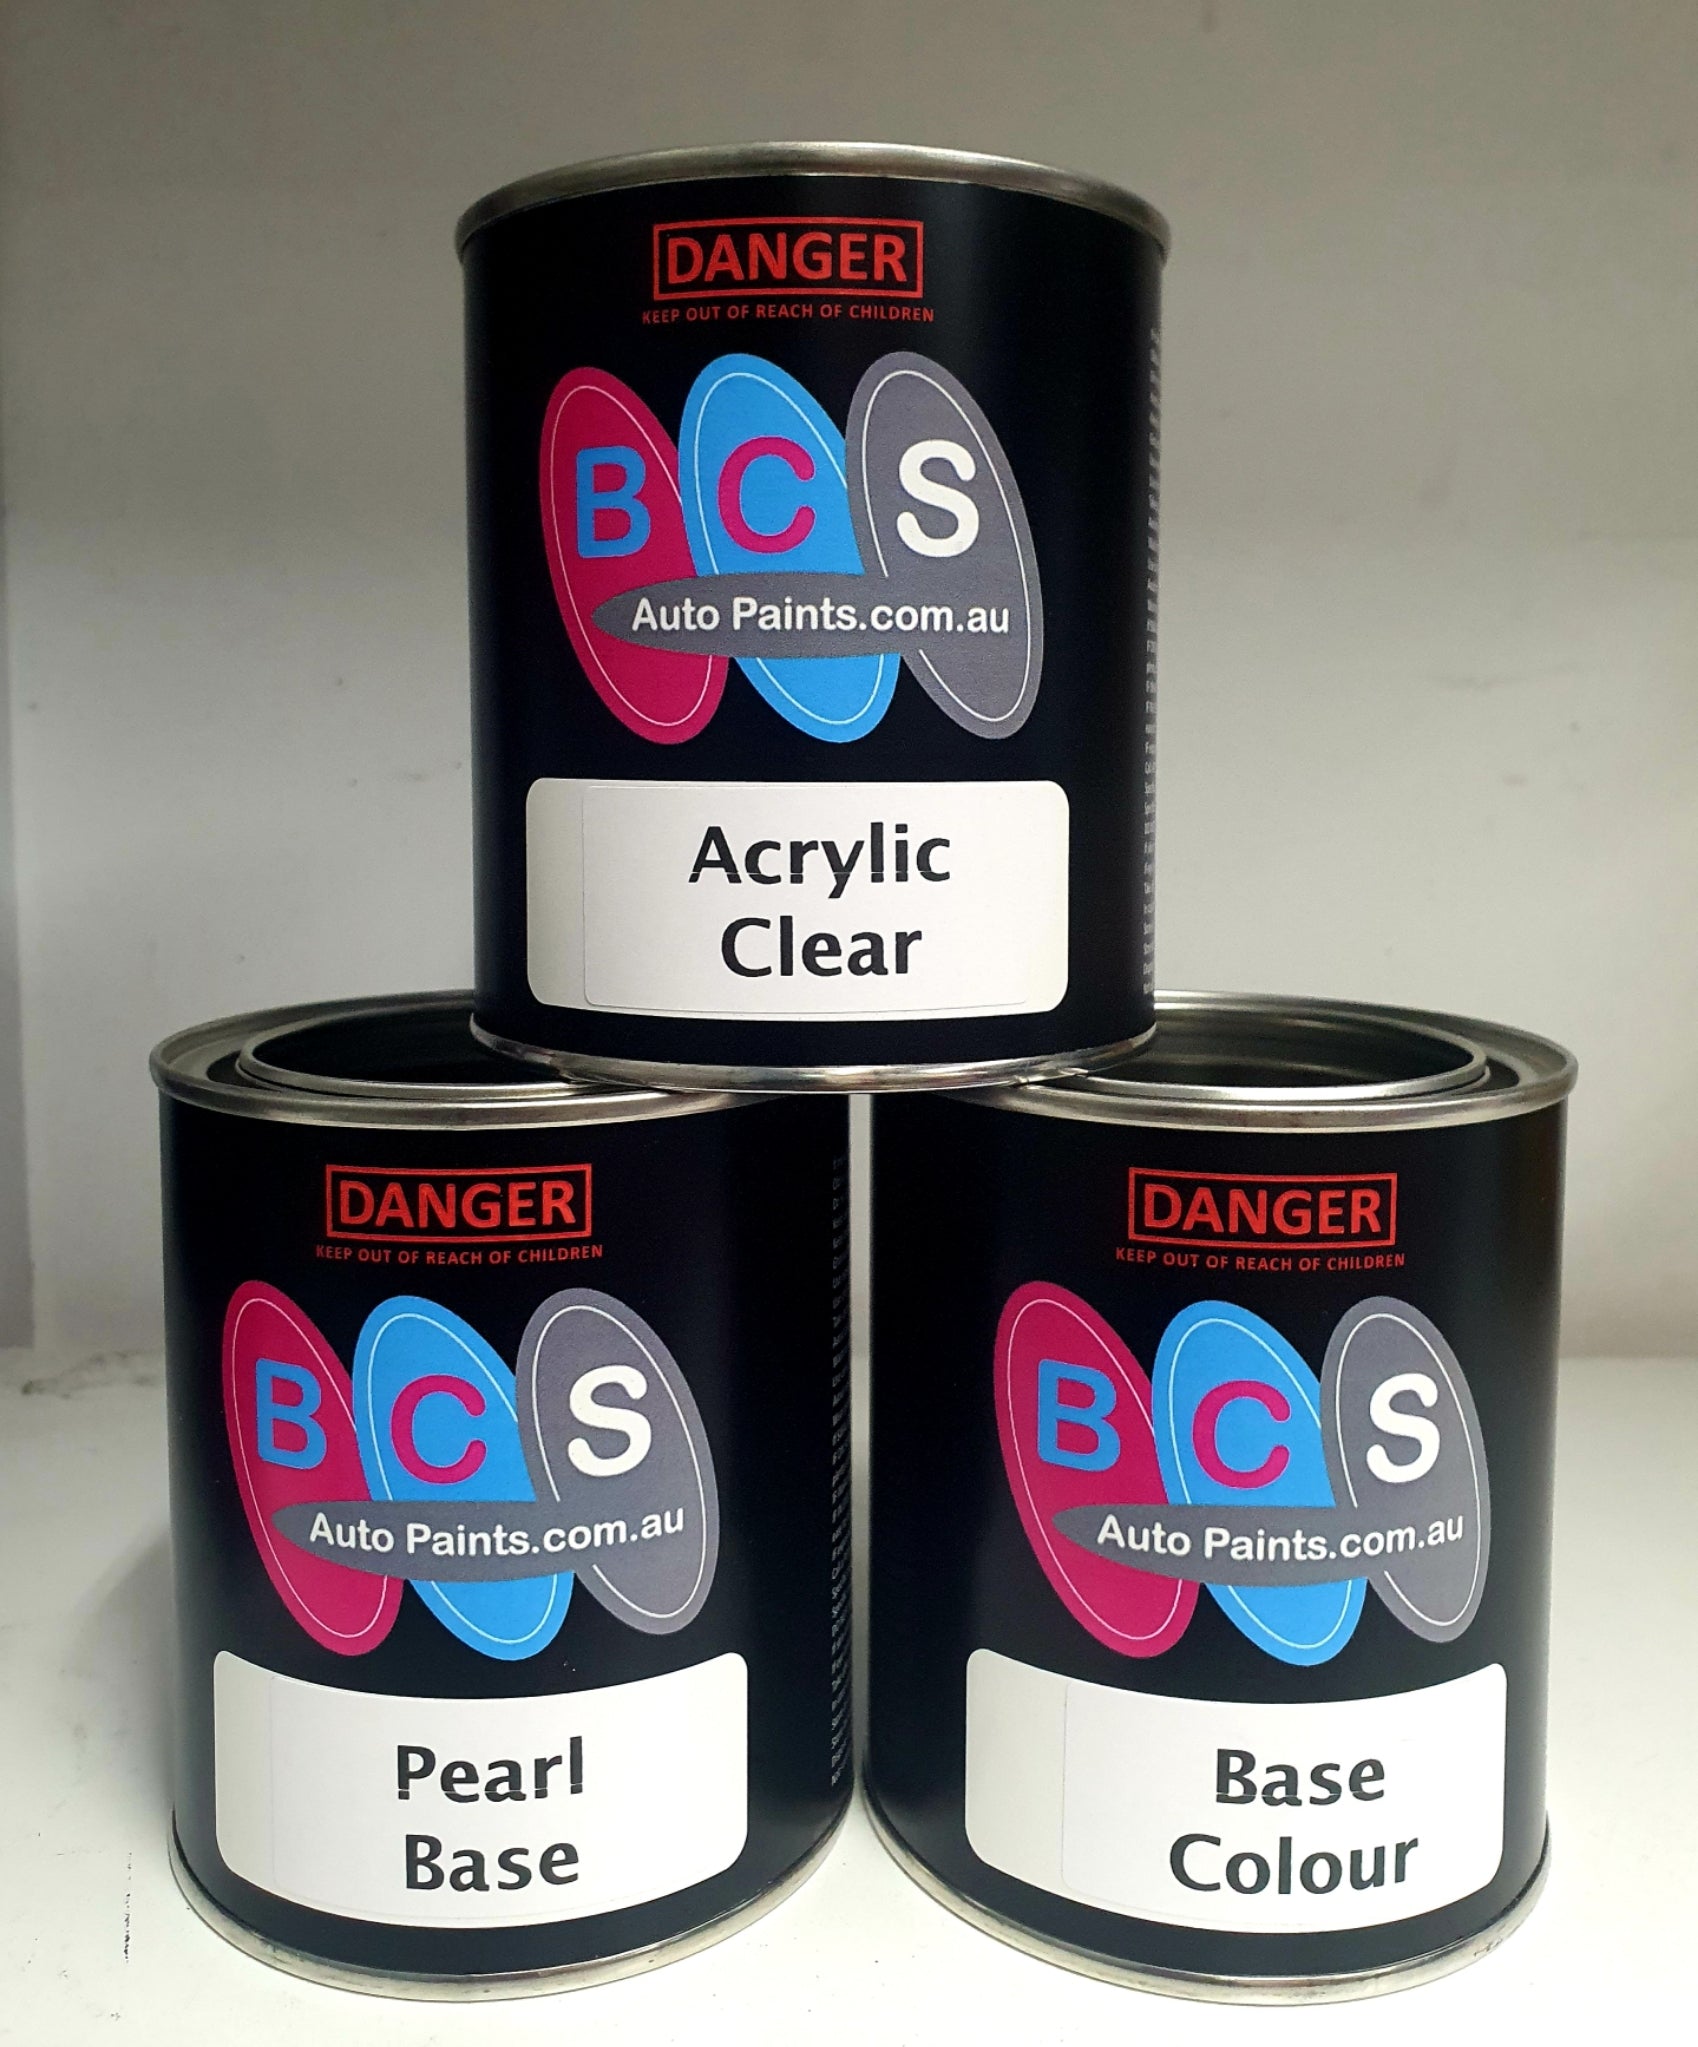 DANGER
KEEP OUT OF REACH OF CHILDREN
BCS
Auto Paints.com.au
Acrylic
Clear
DANGER
KEEP OUT OF REACH OF CHILDREN
BCS
Auto Paints.com.au
Pearl
Base
DANGER
KEEP OUT OF REACH OF CHILDREN
BCS
Auto Paints.com.au
Base
Colour